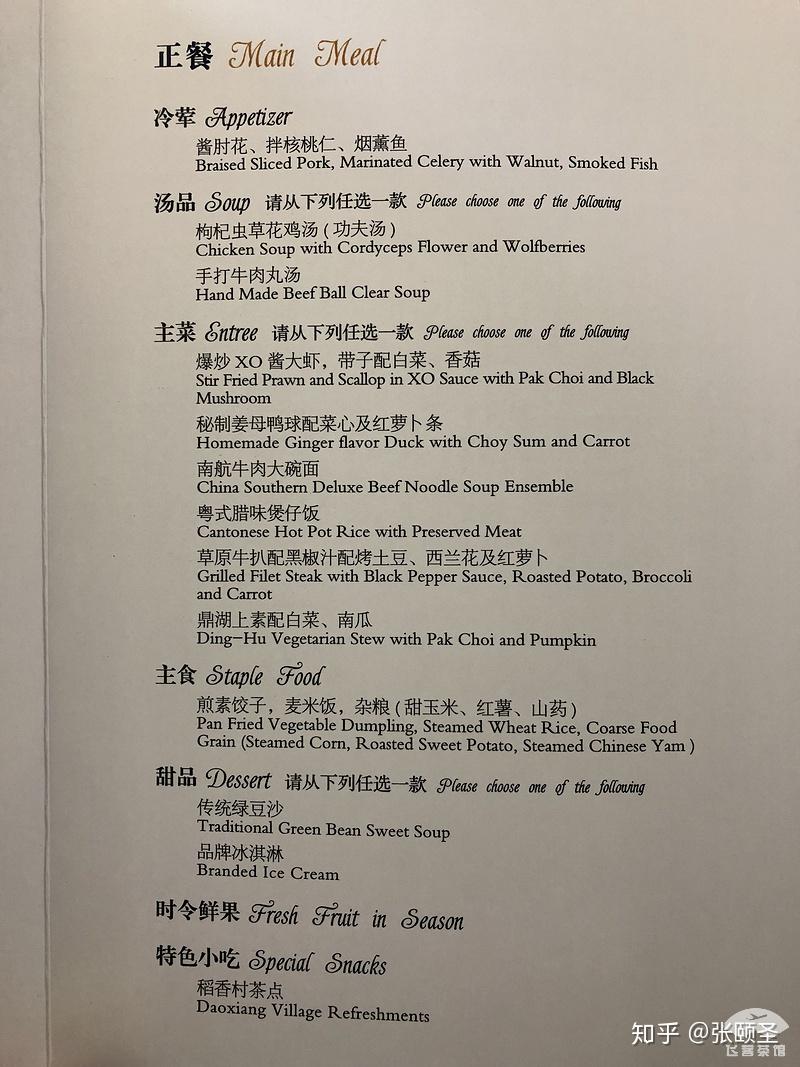 正餐 Main Meal
冷荤 Appetizer
酱肘花、拌核桃仁、烟薰鱼
Braised Sliced Pork, Marinated Celery with Walnut, Smoked Fish
汤品 Soup 请从下列任选一款 Please choose one of the following
枸杞虫草花鸡汤 ( 功夫汤 )
Chicken Soup with Cordyceps Flower and Wolfberries
手打牛肉丸汤
Hand Made Beef Ball Clear Soup
主菜 Entree 请从下列任选一款 Please choose one of the following
爆炒 XO 酱大虾，带子配白菜、香菇
Stir Fried Prawn and Scallop in XO Sauce with Pak Choi and Black
Mushroom
秘制姜母鸭球配菜心及红萝卜条
Homemade Ginger flavor Duck with Choy Sum and Carrot
南航牛肉大碗面
China Southern Deluxe Beef Noodle Soup Ensemble
粤式腊味煲仔饭
Cantonese Hot Pot Rice with Preserved Meat
草原牛扒配黑椒汁配烤土豆、西兰花及红萝卜
Grilled Filet Steak with Black Pepper Sauce, Roasted Potato, Broccoli
and Carrot
鼎湖上素配白菜、南瓜
Ding-Hu Vegetarian Stew with Pak Choi and Pumpkin
主食 Staple Food
煎素饺子，麦米饭，杂粮 ( 甜玉米、红薯、山药 )
Pan Fried Vegetable Dumpling, Steamed Wheat Rice, Coarse Food
Grain (Steamed Corn, Roasted Sweet Potato, Steamed Chinese Yam )
甜品 Dessert 请从下列任选一款 Please choose one of the following
传统绿豆沙
Traditional Green Bean Sweet Soup
品牌冰淇淋
Branded Ice Cream
时令鲜果 Fresh Fruit in Season
特色小吃 Special Snacks
稻香村茶点
Daoxiang Village Refreshments
知乎 @张颐圣
飞客茶馆